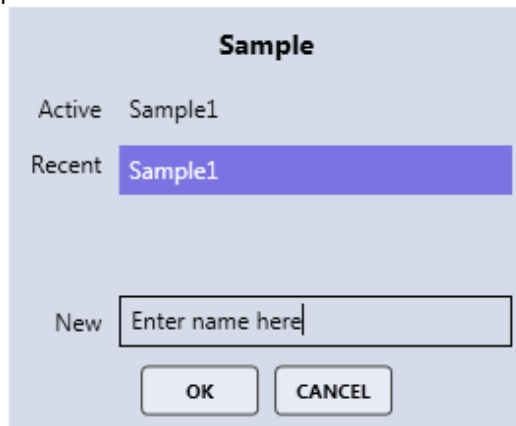 Sample
Active Sample1
Recent Sample1
New Enter name here
OK CANCEL